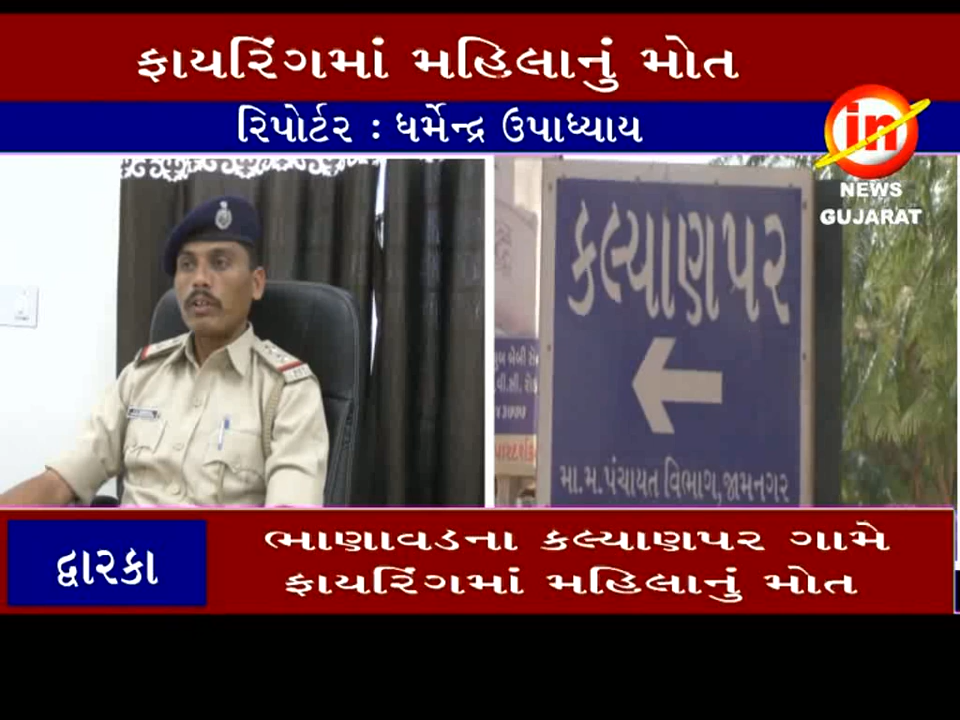 ફાયરિંગમાં મહિલાનું મોત
રિપોર્ટર : ધર્મેન્દ્ર ઉપાધ્યાય
in
NEWS
GUJARAT
કલ્યાણપર
મા.મ.પંચાયત વિભાગ,જામનગર
દ્વારકા
ભાણાવડના કલ્યાણપર ગામે
ફાયરિંગમાં મહિલાનું મોત